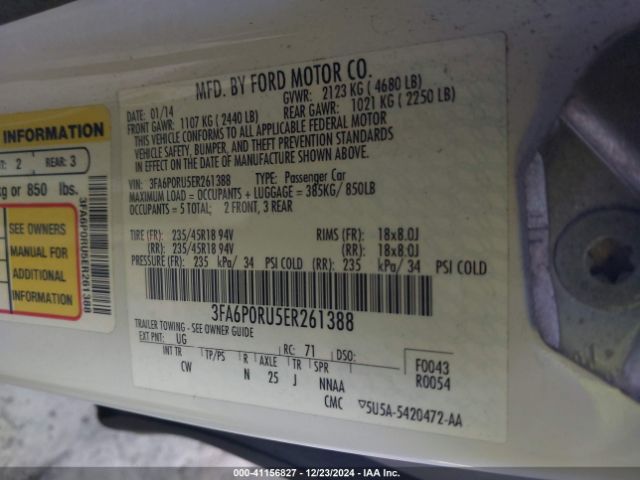 MFD. BY FORD MOTOR CO.
DATE: 01/14 GVWR: 2123 KG ( 4680 LB)
FRONT GAWR: 1107 KG ( 2440 LB) REAR GAWR: 1021 KG ( 2250 LB)
THIS VEHICLE CONFORMS TO ALL APPLICABLE FEDERAL MOTOR
VEHICLE SAFETY, BUMPER, AND THEFT PREVENTION STANDARDS
IN EFFECT ON THE DATE OF MANUFACTURE SHOWN ABOVE.
VIN: 3FA6P0RU5ER261388 TYPE: Passenger Car
MAXIMUM LOAD = OCCUPANTS + LUGGAGE = 385KG/ 850LB
OCCUPANTS = 5 TOTAL; 2 FRONT, 3 REAR
TIRE (FR): 235/45R18 94V RIMS (FR): 18x8.0J
(RR): 235/45R18 94V (RR): 18x8.0J
PRESSURE (FR): 235 kPa/ 34 PSI COLD (RR): 235 kPa/ 34 PSI COLD
3FA6P0RU5ER261388
TRAILER TOWING - SEE OWNER GUIDE
EXT PNT: UG RC: 71 DSO:
INT TR TP/PS R AXLE TR SPR F0043
CW N 25 J NNAA R0054
CMC ▽5U5A-5420472-AA
INFORMATION
T: 2 REAR: 3
kg or 850 lbs.
SEE OWNERS
MANUAL FOR
ADDITIONAL
INFORMATION
3FA6P0RU5ER261388
000-41156827 - 12/23/2024 - IAA Inc.